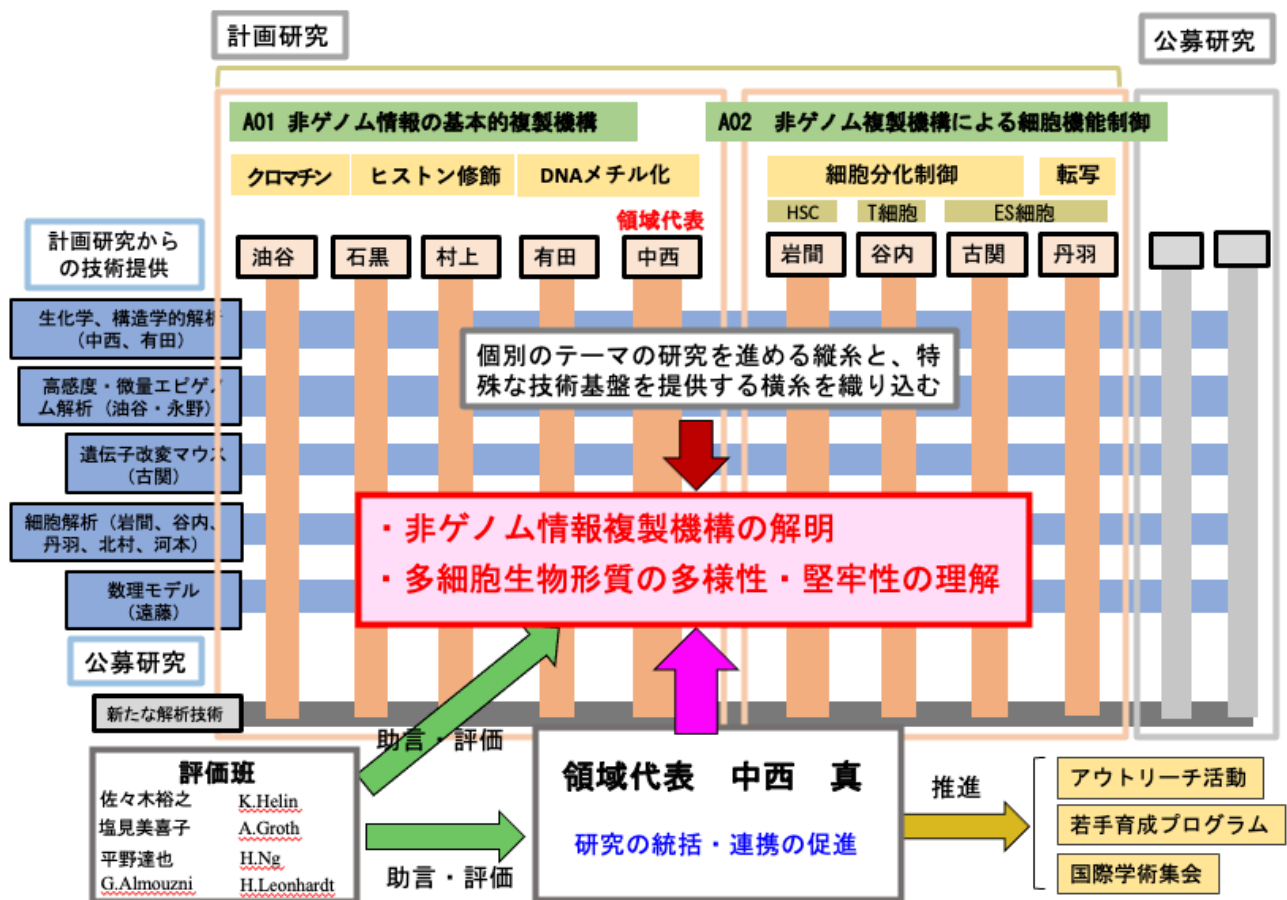 計画研究
公募研究
A01 非ゲノム情報の基本的複製機構
A02 非ゲノム複製機構による細胞機能制御
クロマチン
ヒストン修飾
DNAメチル化
細胞分化制御
転写
HSC
T細胞
ES細胞
領域代表
計画研究から
の技術提供
油谷
石黒
村上
有田
中西
岩間
谷内
古関
丹羽
生化学、構造学的解析
（中西、有田）
高感度・微量エピゲノ
ム解析（油谷・永野）
遺伝子改変マウス
（古関）
細胞解析（岩間、谷内、
丹羽、北村、河本）
数理モデル
（遠藤）
個別のテーマの研究を進める縦糸と、特
殊な技術基盤を提供する横糸を織り込む
・非ゲノム情報複製機構の解明
・多細胞生物形質の多様性・堅牢性の理解
公募研究
新たな解析技術
助言・評価
評価班
佐々木裕之
K.Helin
塩見美喜子
A.Groth
平野達也
H.Ng
G.Almouzni
H.Leonhardt
助言・評価
領域代表　中西　真
研究の統括・連携の促進
推進
アウトリーチ活動
若手育成プログラム
国際学術集会